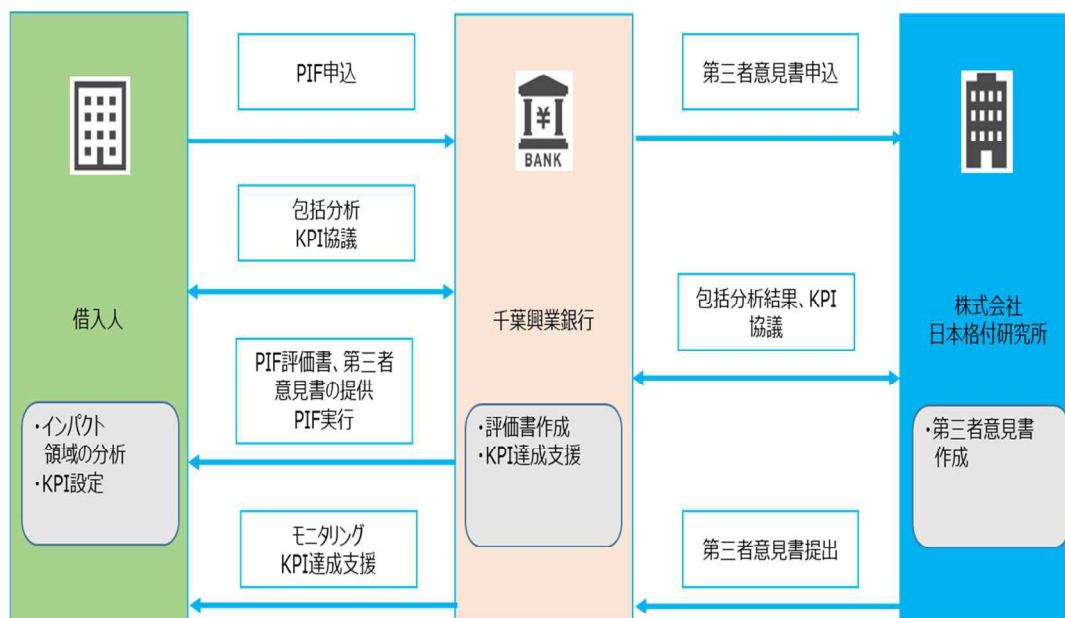 PIF申込
第三者意見書申込
¥
BANK
包括分析
KPI協議
包括分析結果、KPI
協議
借入人
千葉興業銀行
株式会社
日本格付研究所
PIF評価書、第三者
意見書の提供
PIF実行
・インパクト
領域の分析
・KPI設定
・評価書作成
・KPI達成支援
・第三者意見書
作成
モニタリング
KPI達成支援
第三者意見書提出